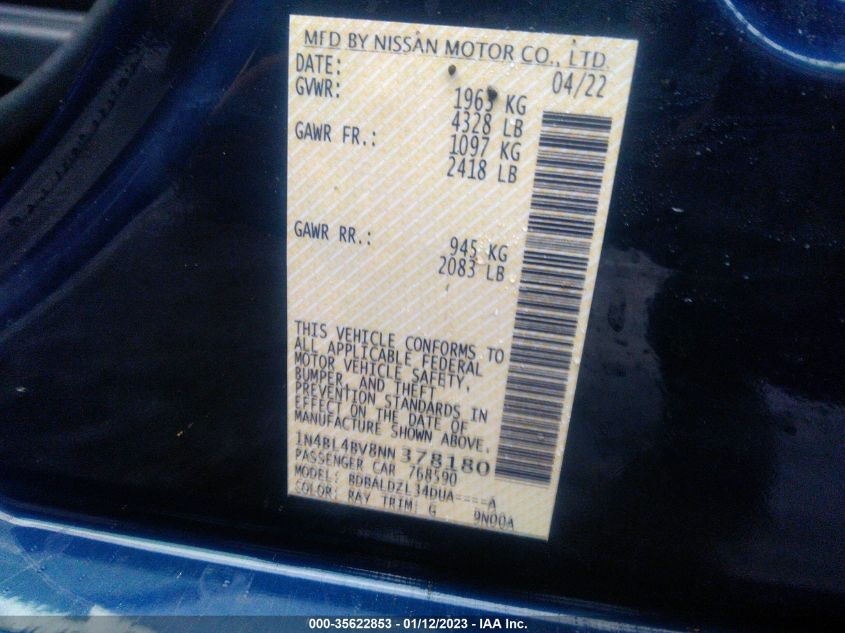 MFD BY NISSAN MOTOR CO., LTD.
DATE: 04/22
GVWR: 1963 KG
4328 LB
GAWR FR.: 1097 KG
2418 LB
GAWR RR.: 945 KG
2083 LB
THIS VEHICLE CONFORMS TO
ALL APPLICABLE FEDERAL
MOTOR VEHICLE SAFETY,
BUMPER, AND THEFT
PREVENTION STANDARDS IN
EFFECT ON THE DATE OF
MANUFACTURE SHOWN ABOVE.
1N4BL4BV8NN378180
PASSENGER CAR 768590
MODEL: BDBALDZL34DUA----A
COLOR: RAY TRIM: G 9N00A
000-35622853 - 01/12/2023 - IAA Inc.